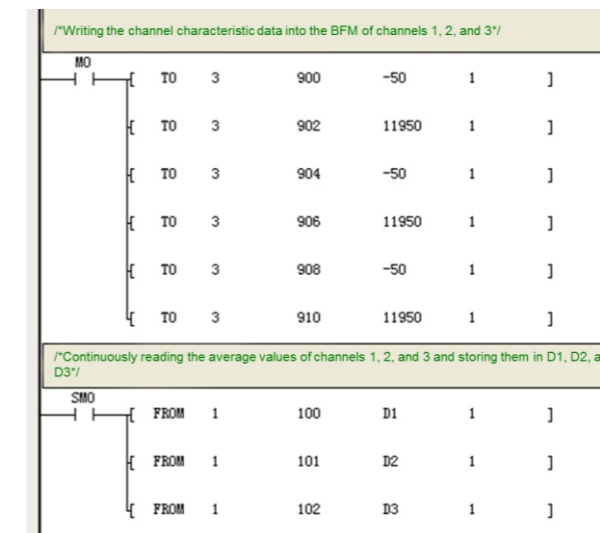 /*Writing the channel characteristic data into the BFM of channels 1, 2, and 3*/
M0
[ TO 3 900 -50 1 ]
[ TO 3 902 11950 1 ]
[ TO 3 904 -50 1 ]
[ TO 3 906 11950 1 ]
[ TO 3 908 -50 1 ]
[ TO 3 910 11950 1 ]
/*Continuously reading the average values of channels 1, 2, and 3 and storing them in D1, D2, a
D3*/
SM0
[ FROM 1 100 D1 1 ]
[ FROM 1 101 D2 1 ]
[ FROM 1 102 D3 1 ]